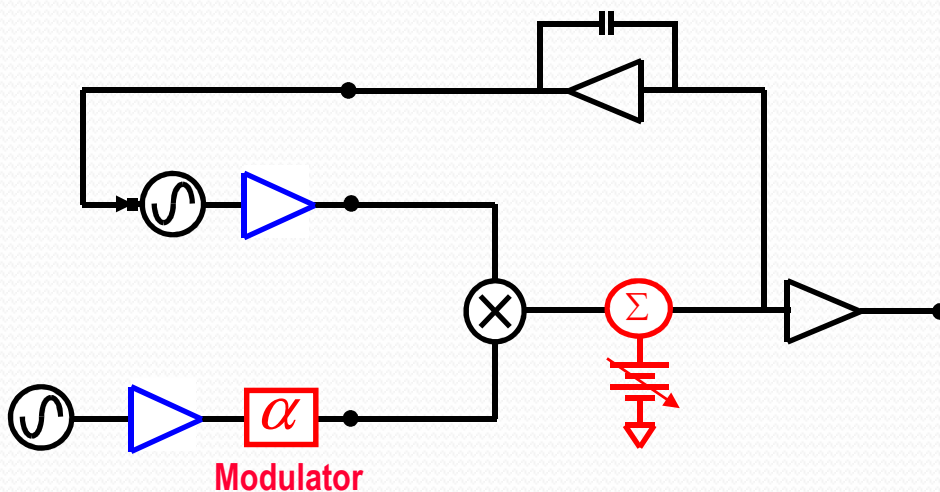 Σ
α
Modulator